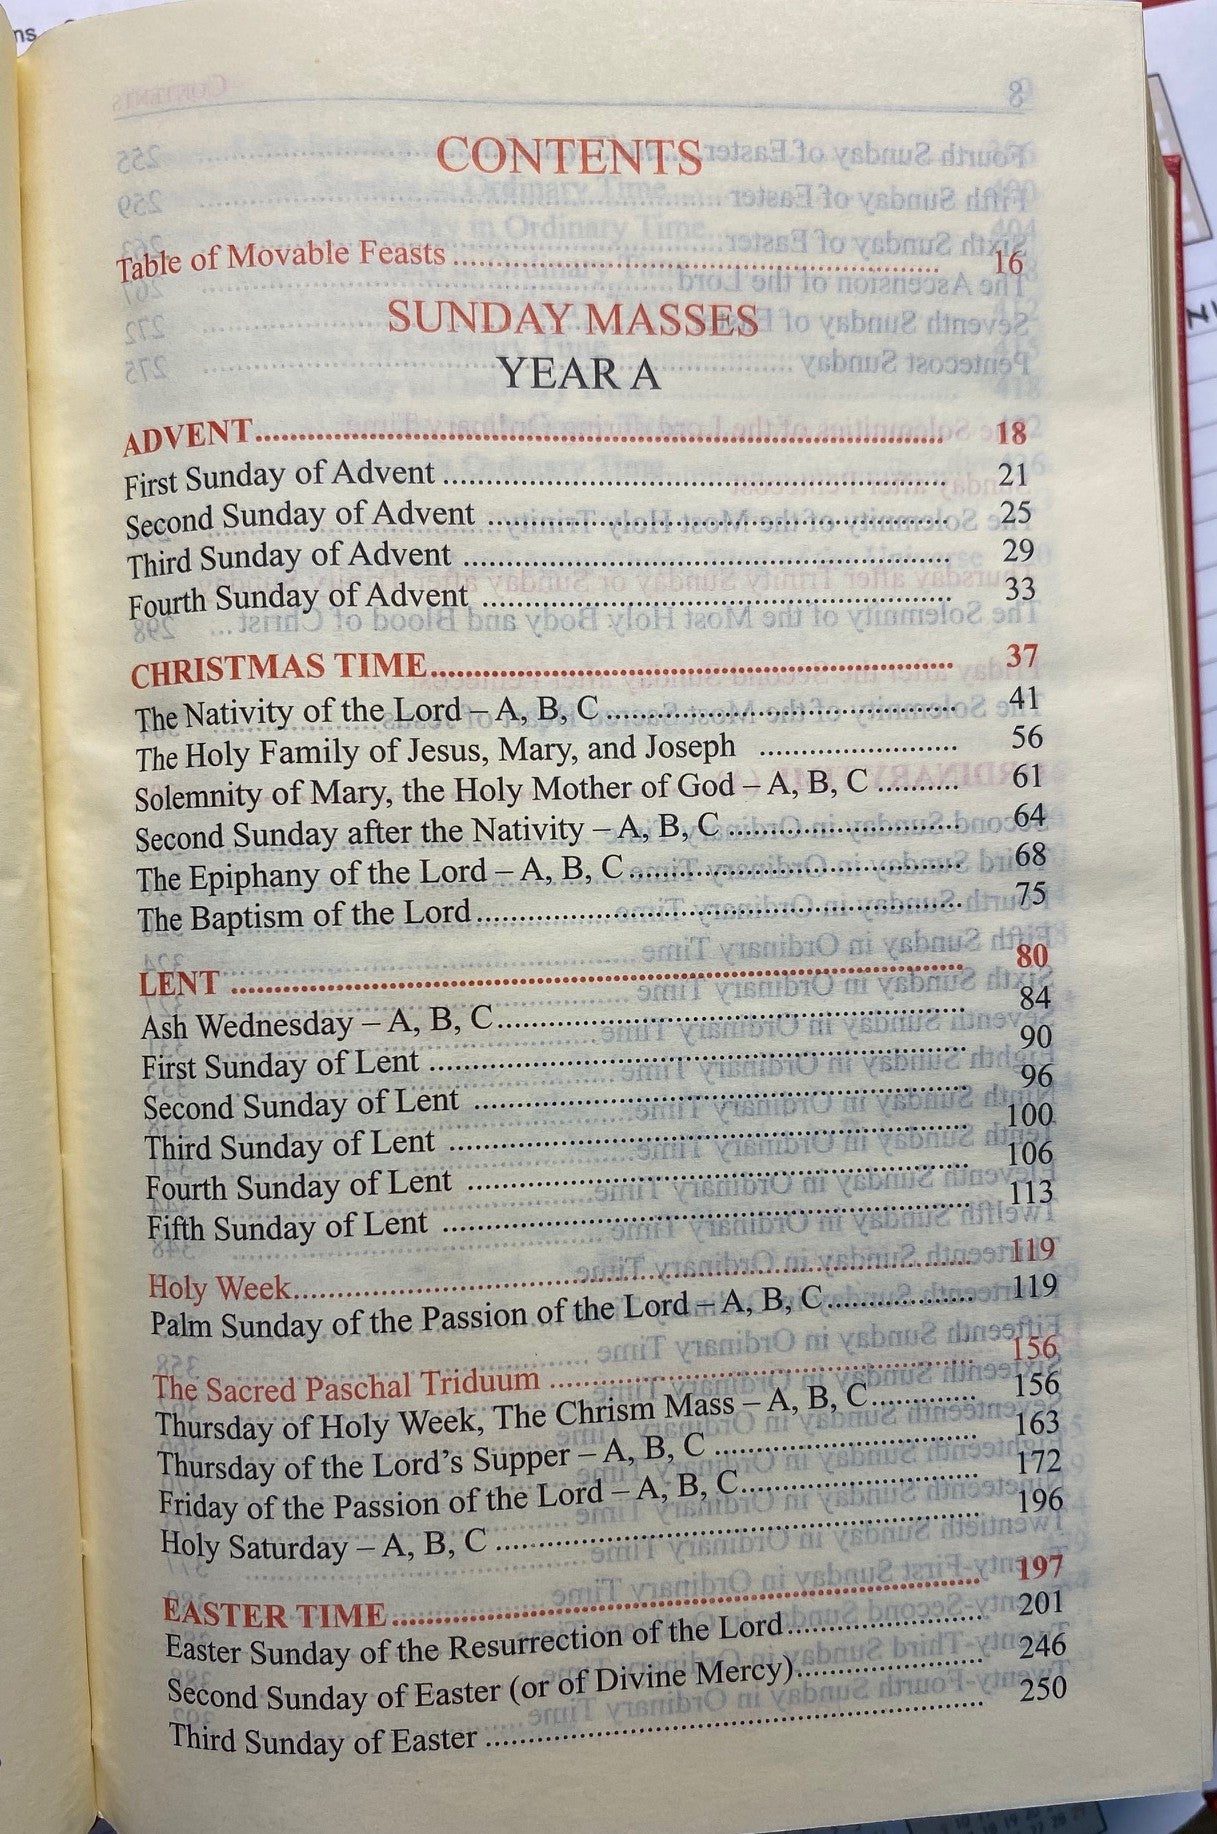 CONTENTS
Table of Movable Feasts .......... 16
SUNDAY MASSES
YEAR A
ADVENT .......... 18
First Sunday of Advent .......... 21
Second Sunday of Advent .......... 25
Third Sunday of Advent .......... 29
Fourth Sunday of Advent .......... 33
CHRISTMAS TIME .......... 37
The Nativity of the Lord – A, B, C .......... 41
The Holy Family of Jesus, Mary, and Joseph .......... 56
Solemnity of Mary, the Holy Mother of God – A, B, C .......... 61
Second Sunday after the Nativity – A, B, C .......... 64
The Epiphany of the Lord – A, B, C .......... 68
The Baptism of the Lord .......... 75
LENT .......... 80
Ash Wednesday – A, B, C .......... 84
First Sunday of Lent .......... 90
Second Sunday of Lent .......... 96
Third Sunday of Lent .......... 100
Fourth Sunday of Lent .......... 106
Fifth Sunday of Lent .......... 113
Holy Week .......... 119
Palm Sunday of the Passion of the Lord – A, B, C .......... 119
The Sacred Paschal Triduum .......... 156
Thursday of Holy Week, The Chrism Mass – A, B, C .......... 156
Thursday of the Lord's Supper – A, B, C .......... 163
Friday of the Passion of the Lord – A, B, C .......... 172
Holy Saturday – A, B, C .......... 196
EASTER TIME .......... 197
Easter Sunday of the Resurrection of the Lord .......... 201
Second Sunday of Easter (or of Divine Mercy) .......... 246
Third Sunday of Easter .......... 250